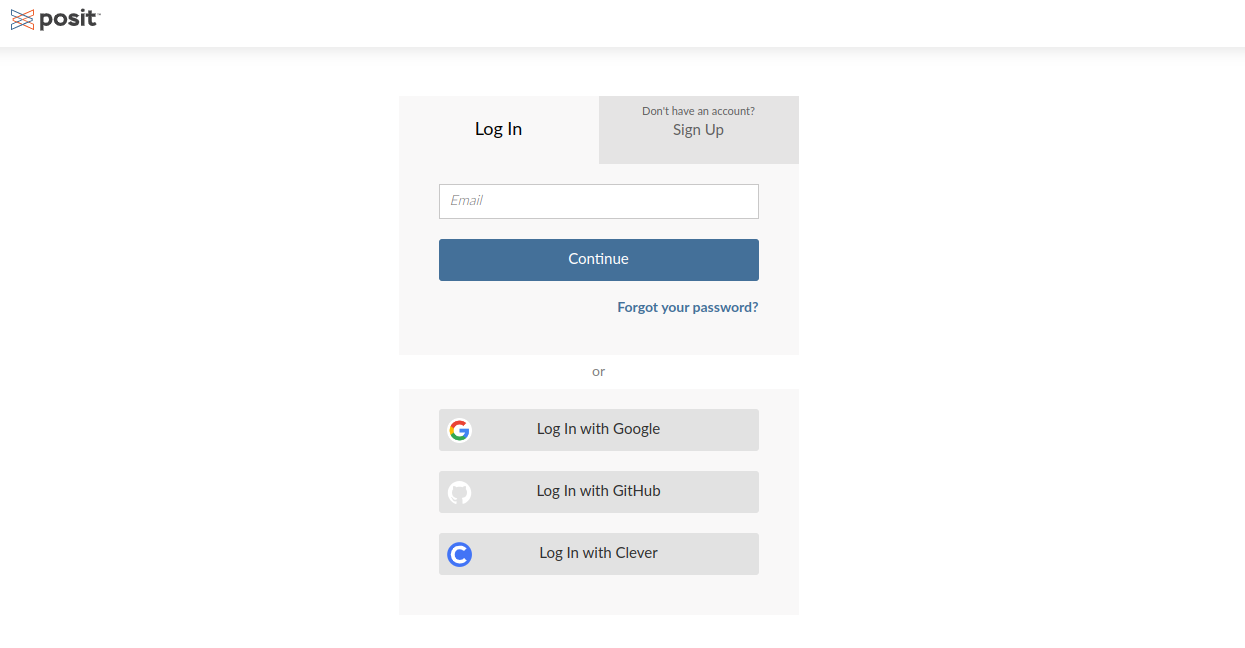 posit™
Log In
Don't have an account?
Sign Up
Email
Continue
Forgot your password?
or
Log In with Google
Log In with GitHub
Log In with Clever